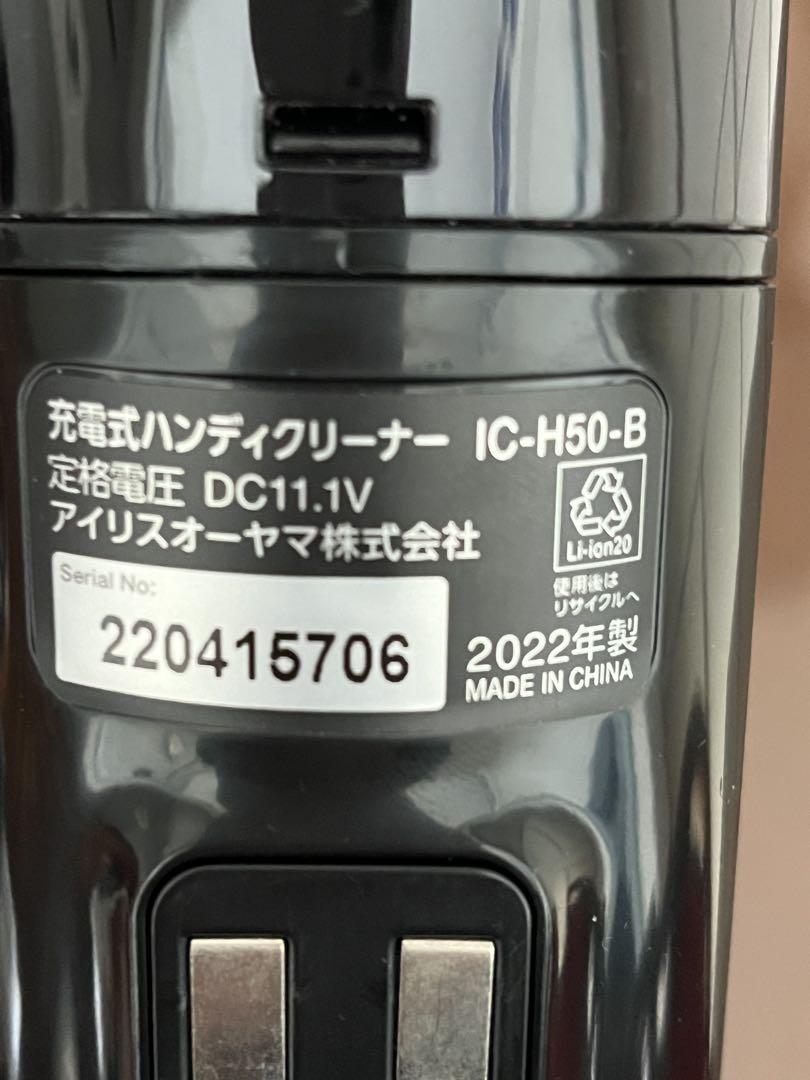 充電式ハンディクリーナー IC-H50-B
定格電圧 DC11.1V
アイリスオーヤマ株式会社
Li-ion20
使用後は
リサイクルへ
Serial No:
220415706
2022年製
MADE IN CHINA